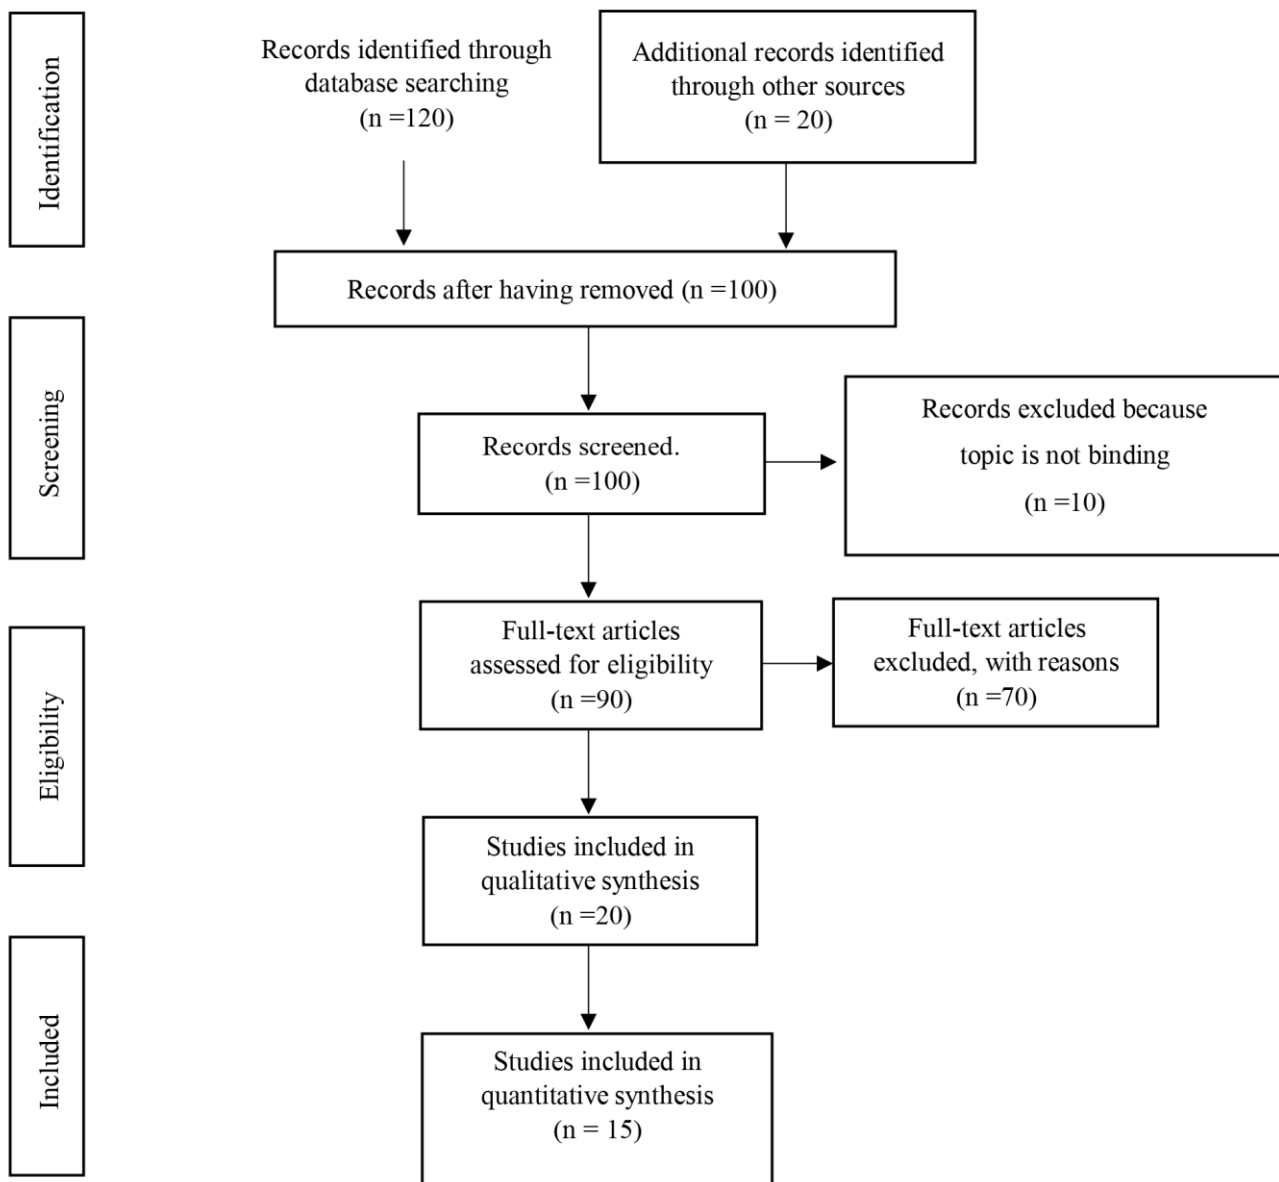 Identification
Records identified through
database searching
(n =120)
Additional records identified
through other sources
(n = 20)
Records after having removed (n =100)
Screening
Records screened.
(n =100)
Records excluded because
topic is not binding
(n =10)
Eligibility
Full-text articles
assessed for eligibility
(n =90)
Full-text articles
excluded, with reasons
(n =70)
Studies included in
qualitative synthesis
(n =20)
Included
Studies included in
quantitative synthesis
(n = 15)